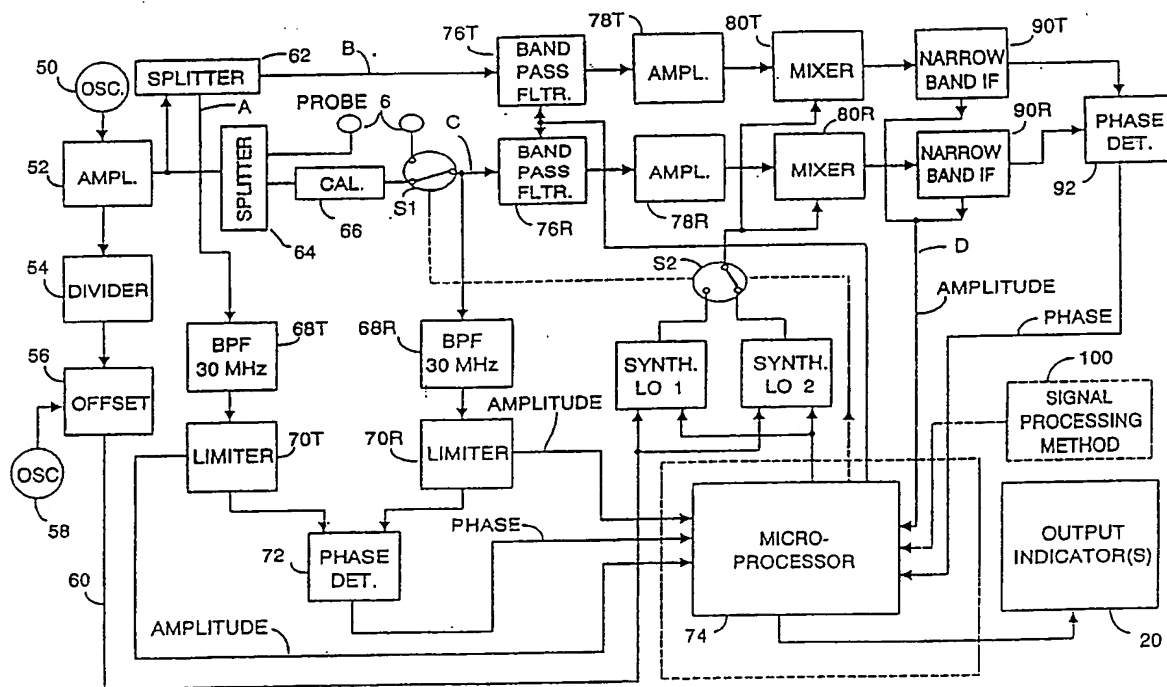 76T
78T
80T
90T
62
B
50
OSC.
SPLITTER
BAND
PASS
FLTR.
AMPL.
MIXER
NARROW
BAND IF
A
PROBE
6
C
80R
90R
52
AMPL.
SPLITTER
CAL.
S1
BAND
PASS
FLTR.
AMPL.
MIXER
NARROW
BAND IF
PHASE
DET.
92
66
64
76R
78R
54
DIVIDER
S2
D
AMPLITUDE
PHASE
68T
68R
56
BPF
30 MHz
BPF
30 MHz
SYNTH.
LO 1
SYNTH.
LO 2
100
SIGNAL
PROCESSING
METHOD
OFFSET
AMPLITUDE
OSC
58
LIMITER
70T
70R
LIMITER
72
PHASE
DET.
PHASE
MICRO-
PROCESSOR
OUTPUT
INDICATOR(S)
60
AMPLITUDE
74
20